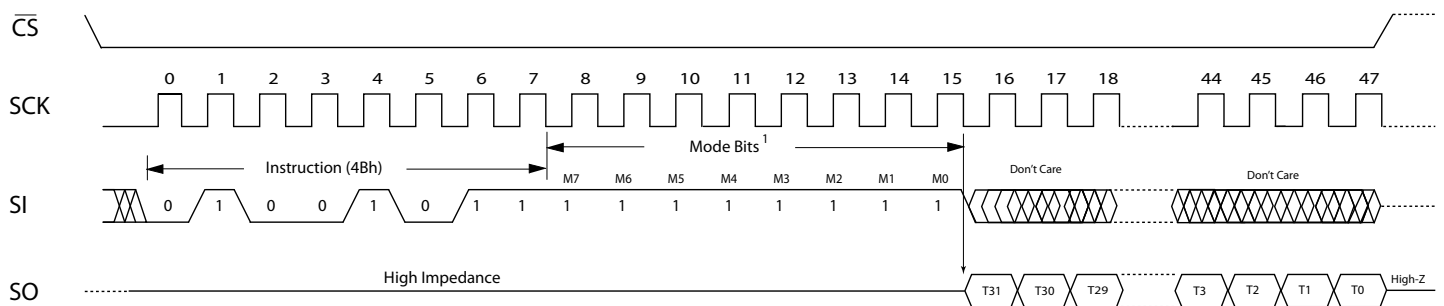 CS
0 1 2 3 4 5 6 7 8 9 10 11 12 13 14 15 16 17 18 44 45 46 47
SCK
Instruction (4Bh)
Mode Bits 1
M7 M6 M5 M4 M3 M2 M1 M0
Don't Care
Don't Care
SI
0 1 0 0 1 0 1 1 1 1 1 1 1 1 1 1
High Impedance
SO
T31 T30 T29 T3 T2 T1 T0
High-Z